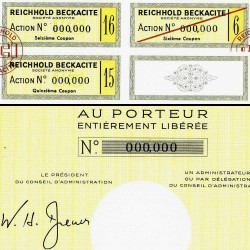 REICHHOLD BECKACITE
SOCIÉTÉ ANONYME
ACTION N° 000,000
16
Seizième Coupon
REICHHOLD BECKACITE
SOCIÉTÉ ANONYME
ACTION N° 000,000
6
Sixième Coupon
REICHHOLD BECKACITE
SOCIÉTÉ ANONYME
ACTION N° 000,000
15
Quinzième Coupon
AU PORTEUR
ENTIÈREMENT LIBÉRÉE
N° 000,000
LE PRÉSIDENT
DU CONSEIL D'ADMINISTRATION
UN ADMINISTRATEUR
OU PAR DÉLÉGATION
DU CONSEIL D'ADMINISTRA
W. H.